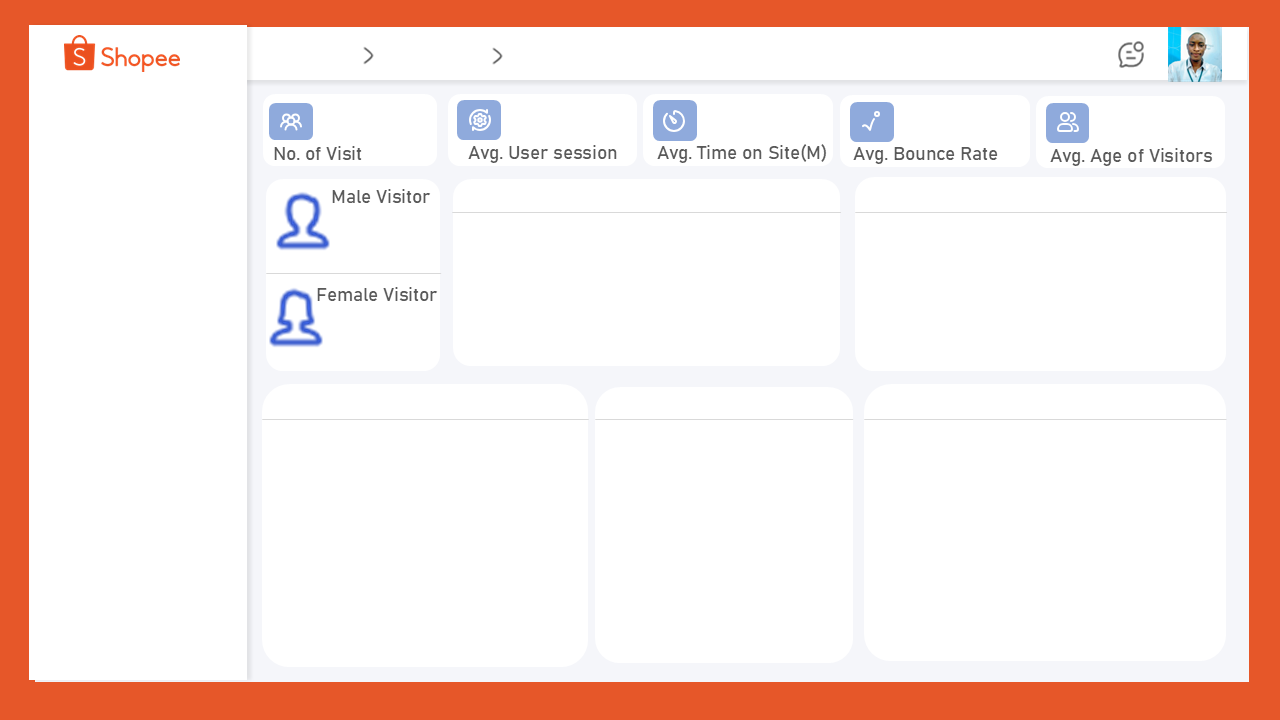 Shopee
No. of Visit
Avg. User session
Avg. Time on Site(M)
Avg. Bounce Rate
Avg. Age of Visitors
Male Visitor
Female Visitor